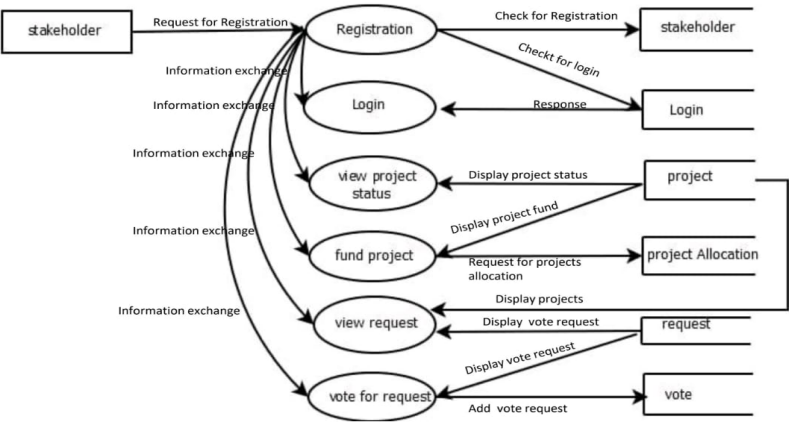 stakeholder
Request for Registration
Registration
Check for Registration
stakeholder
Checkt for login
Information exchange
Information exchange
Login
Response
Login
Information exchange
view project
status
Display project status
project
Display project fund
Information exchange
fund project
Request for projects
allocation
project Allocation
Display projects
Information exchange
view request
Display vote request
request
Display vote request
vote for request
Add vote request
vote